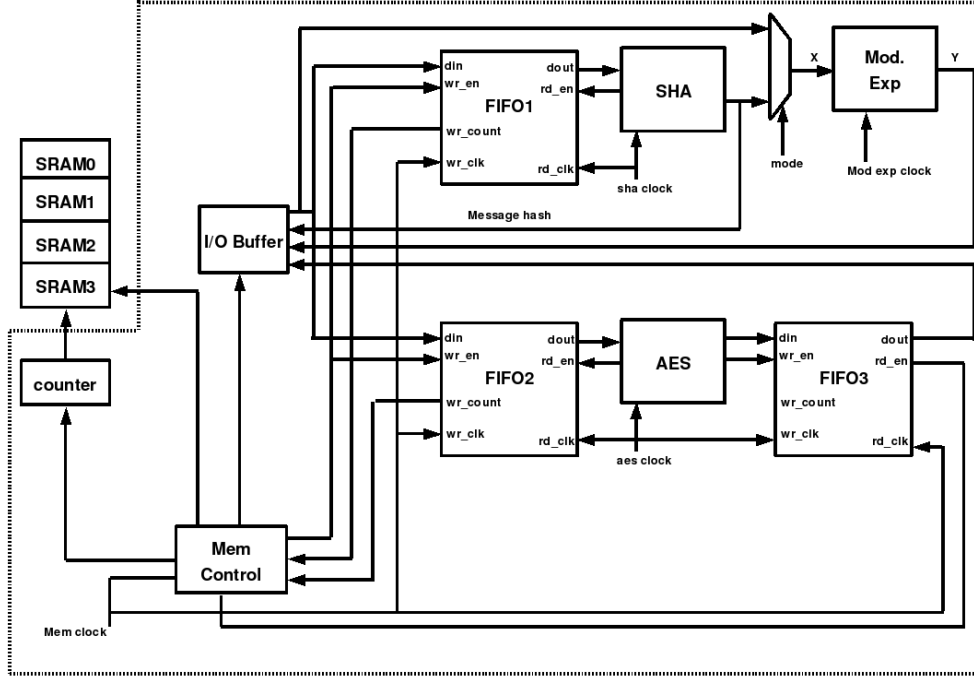 SRAM0
SRAM1
SRAM2
SRAM3
counter
I/O Buffer
Mem
Control
Mem clock
din
wr_en
FIFO1
wr_count
wr_clk
dout
rd_en
rd_clk
SHA
sha clock
Message hash
mode
X
Mod.
Exp
Y
Mod exp clock
din
wr_en
FIFO2
wr_count
wr_clk
dout
rd_en
rd_clk
AES
aes clock
din
wr_en
FIFO3
wr_count
wr_clk
dout
rd_en
rd_clk